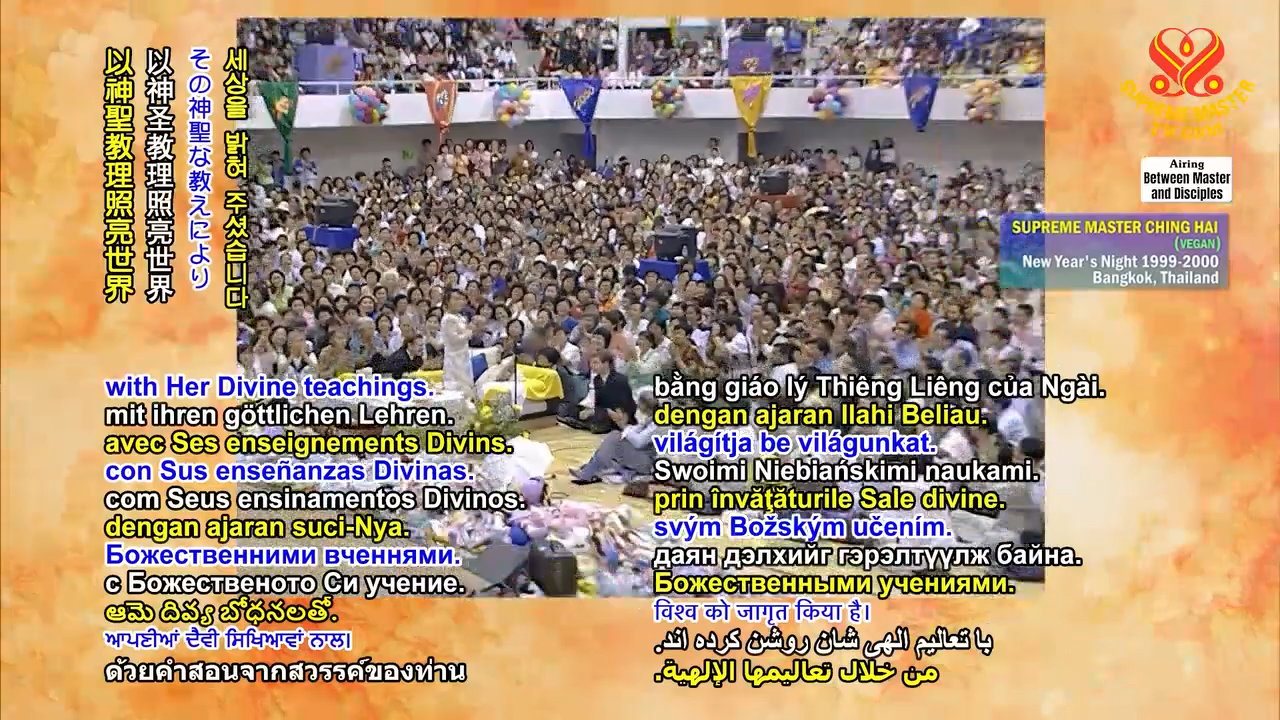 세상을 밝혀 주셨습니다
その神聖な教えにより
以神圣教理照亮世界
以神聖教理照亮世界
SUPREME MASTER
TELEVISION
Airing
Between Master
and Disciples
SUPREME MASTER CHING HAI
(VEGAN)
New Year's Night 1999-2000
Bangkok, Thailand
with Her Divine teachings.
mit ihren göttlichen Lehren.
avec Ses enseignements Divins.
con Sus enseñanzas Divinas.
com Seus ensinamentos Divinos.
dengan ajaran suci-Nya.
Божественними вченнями.
с Божественото Си учение.
ఆమె దివ్య బోధనలతో.
ਆਪਣੀਆਂ ਦੈਵੀ ਸਿਖਿਆਵਾਂ ਨਾਲ।
ด้วยคำสอนจากสวรรค์ของท่าน
bằng giáo lý Thiêng Liêng của Ngài.
dengan ajaran Ilahi Beliau.
világítja be világunkat.
Swoimi Niebiańskimi naukami.
prin învăţăturile Sale divine.
svým Božským učením.
даян дэлхийг гэрэлтүүлж байна.
Божественными учениями.
विश्व को जागृत किया है।
با تعالیم الهی شان روشن کرده اند.
من خلال تعاليمها الإلهية.